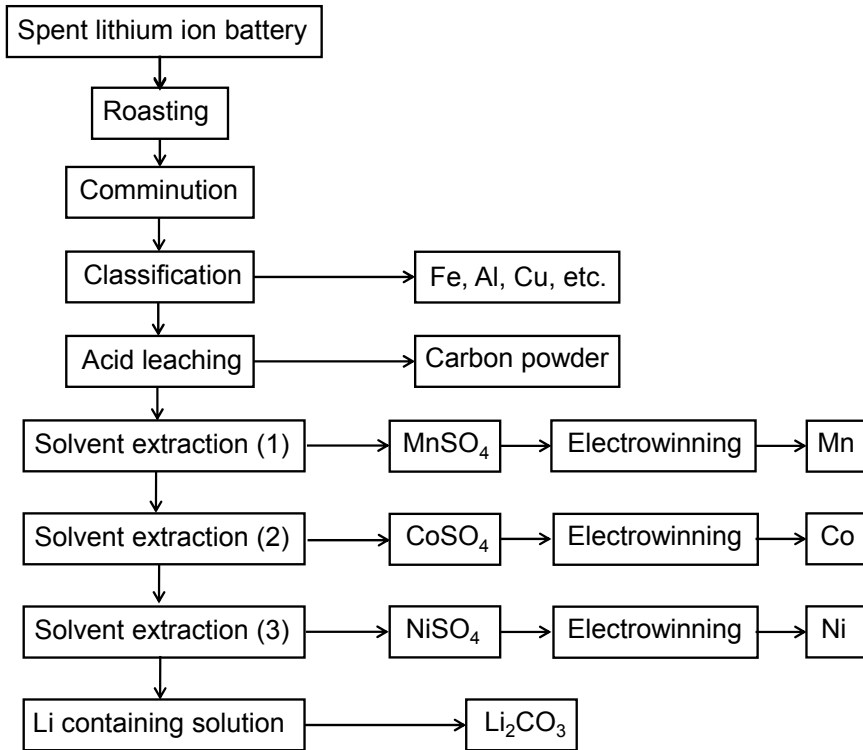 Spent lithium ion battery
Roasting
Comminution
Classification
Fe, Al, Cu, etc.
Acid leaching
Carbon powder
Solvent extraction (1)
MnSO₄
Electrowinning
Mn
Solvent extraction (2)
CoSO₄
Electrowinning
Co
Solvent extraction (3)
NiSO₄
Electrowinning
Ni
Li containing solution
Li₂CO₃